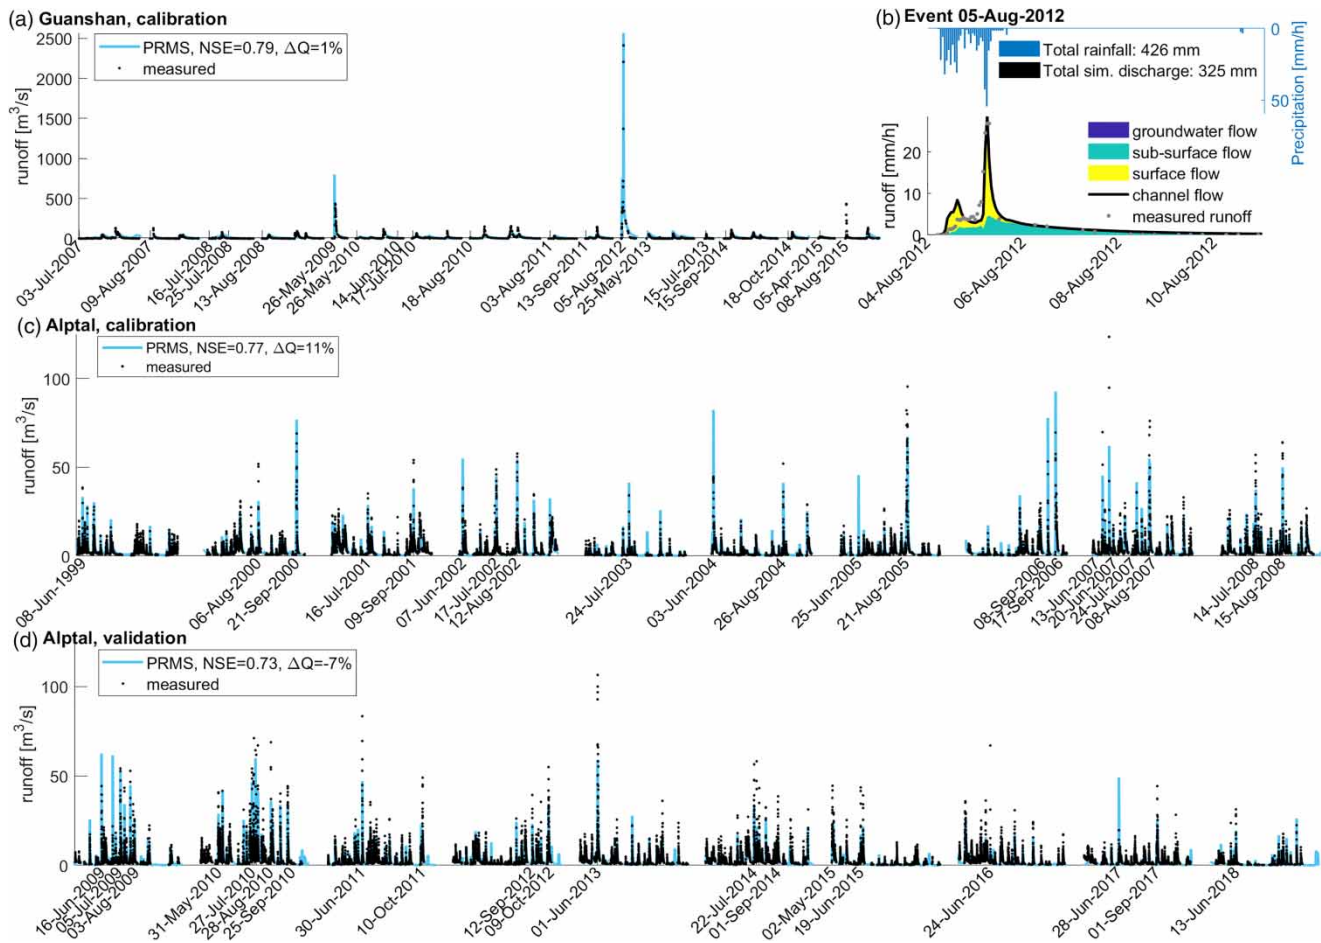 (a) Guanshan, calibration
PRMS, NSE=0.79, ΔQ=1%
measured
runoff [m³/s]
2500
2000
1500
1000
500
0
03-Jul-2007
09-Aug-2007
16-Jul-2008
25-Jul-2008
13-Aug-2008
26-May-2009
26-May-2010
14-Jun-2010
17-Jul-2010
18-Aug-2010
03-Aug-2011
13-Sep-2011
05-Aug-2012
25-May-2013
15-Jul-2013
15-Sep-2014
18-Oct-2014
05-Apr-2015
08-Aug-2015
(b) Event 05-Aug-2012
Total rainfall: 426 mm
Total sim. discharge: 325 mm
0
50
Precipitation [mm/h]
groundwater flow
sub-surface flow
surface flow
channel flow
measured runoff
runoff [mm/h]
20
10
0
04-Aug-2012
06-Aug-2012
08-Aug-2012
10-Aug-2012
(c) Alptal, calibration
PRMS, NSE=0.77, ΔQ=11%
measured
runoff [m³/s]
100
50
0
08-Jun-1999
06-Aug-2000
21-Sep-2000
16-Jul-2001
09-Sep-2001
07-Jun-2002
17-Jul-2002
12-Aug-2002
24-Jul-2003
03-Jun-2004
26-Aug-2004
25-Jun-2005
21-Aug-2005
08-Sep-2006
17-Sep-2006
13-Jun-2007
20-Jun-2007
24-Jul-2007
08-Aug-2007
14-Jul-2008
15-Aug-2008
(d) Alptal, validation
PRMS, NSE=0.73, ΔQ=-7%
measured
runoff [m³/s]
100
50
0
16-Jun-2009
05-Jul-2009
03-Aug-2009
31-May-2010
27-Jul-2010
28-Aug-2010
25-Sep-2010
30-Jun-2011
10-Oct-2011
12-Sep-2012
09-Oct-2012
01-Jun-2013
22-Jul-2014
01-Sep-2014
02-May-2015
19-Jun-2015
24-Jun-2016
28-Jun-2017
01-Sep-2017
13-Jun-2018